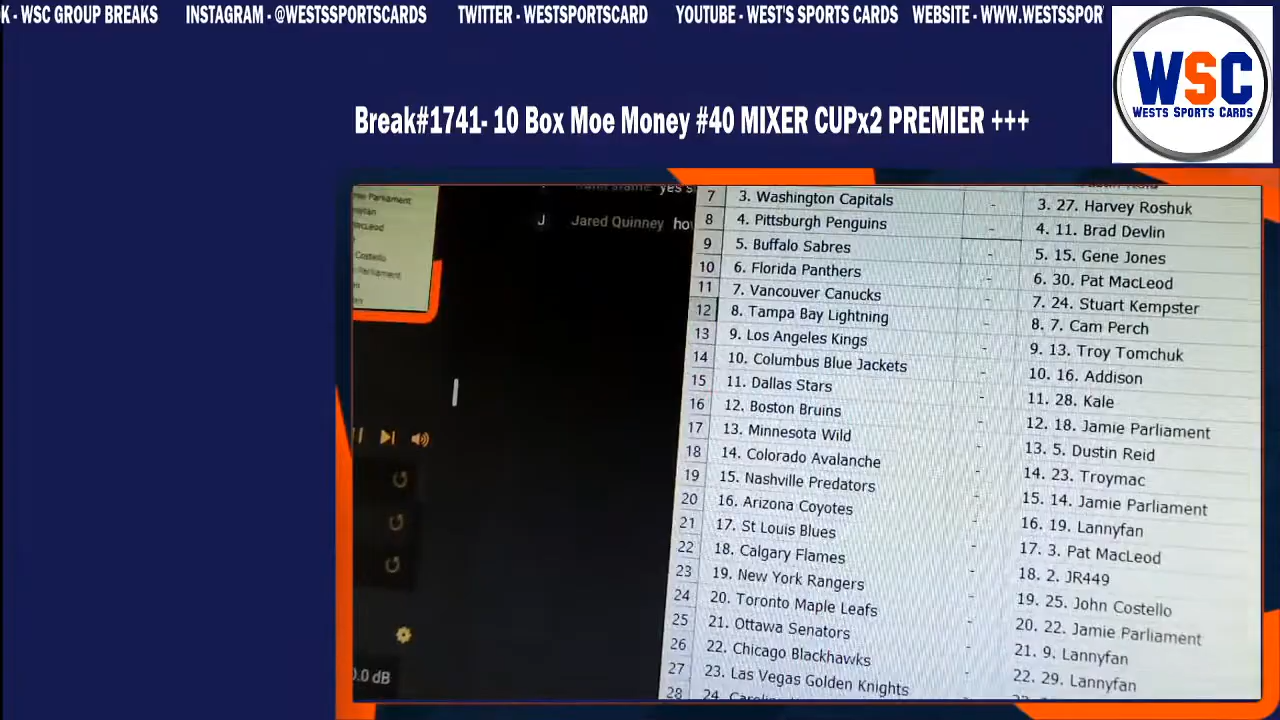 K - WSC GROUP BREAKS INSTAGRAM - @WESTSSPORTSCARDS TWITTER - WESTSPORTSCARD YOUTUBE - WEST'S SPORTS CARDS WEBSITE - WWW.WESTSSPOR
WSC
WESTS SPORTS CARDS
Break#1741- 10 Box Moe Money #40 MIXER CUPx2 PREMIER +++
Parkament
McLeod
Costello
Parkament
yes s
J Jared Quinney ho
0.0 dB
7 3. Washington Capitals - 3. 27. Harvey Roshuk
8 4. Pittsburgh Penguins - 4. 11. Brad Devlin
9 5. Buffalo Sabres - 5. 15. Gene Jones
10 6. Florida Panthers - 6. 30. Pat MacLeod
11 7. Vancouver Canucks - 7. 24. Stuart Kempster
12 8. Tampa Bay Lightning - 8. 7. Cam Perch
13 9. Los Angeles Kings - 9. 13. Troy Tomchuk
14 10. Columbus Blue Jackets - 10. 16. Addison
15 11. Dallas Stars - 11. 28. Kale
16 12. Boston Bruins - 12. 18. Jamie Parliament
17 13. Minnesota Wild - 13. 5. Dustin Reid
18 14. Colorado Avalanche - 14. 23. Troymac
19 15. Nashville Predators - 15. 14. Jamie Parliament
20 16. Arizona Coyotes - 16. 19. Lannyfan
21 17. St Louis Blues - 17. 3. Pat MacLeod
22 18. Calgary Flames - 18. 2. JR449
23 19. New York Rangers - 19. 25. John Costello
24 20. Toronto Maple Leafs - 20. 22. Jamie Parliament
25 21. Ottawa Senators - 21. 9. Lannyfan
26 22. Chicago Blackhawks - 22. 29. Lannyfan
27 23. Las Vegas Golden Knights -
28 24.